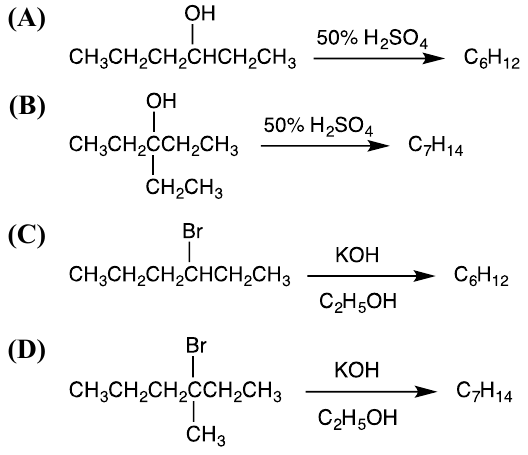 (A)
OH
CH₃CH₂CH₂CHCH₂CH₃ 50% H₂SO₄ C₆H₁₂
(B)
OH
CH₃CH₂CCH₂CH₃ 50% H₂SO₄ C₇H₁₄
CH₂CH₃
(C)
Br
CH₃CH₂CH₂CHCH₂CH₃ KOH C₆H₁₂
C₂H₅OH
(D)
Br
CH₃CH₂CH₂CCH₂CH₃ KOH C₇H₁₄
C₂H₅OH
CH₃